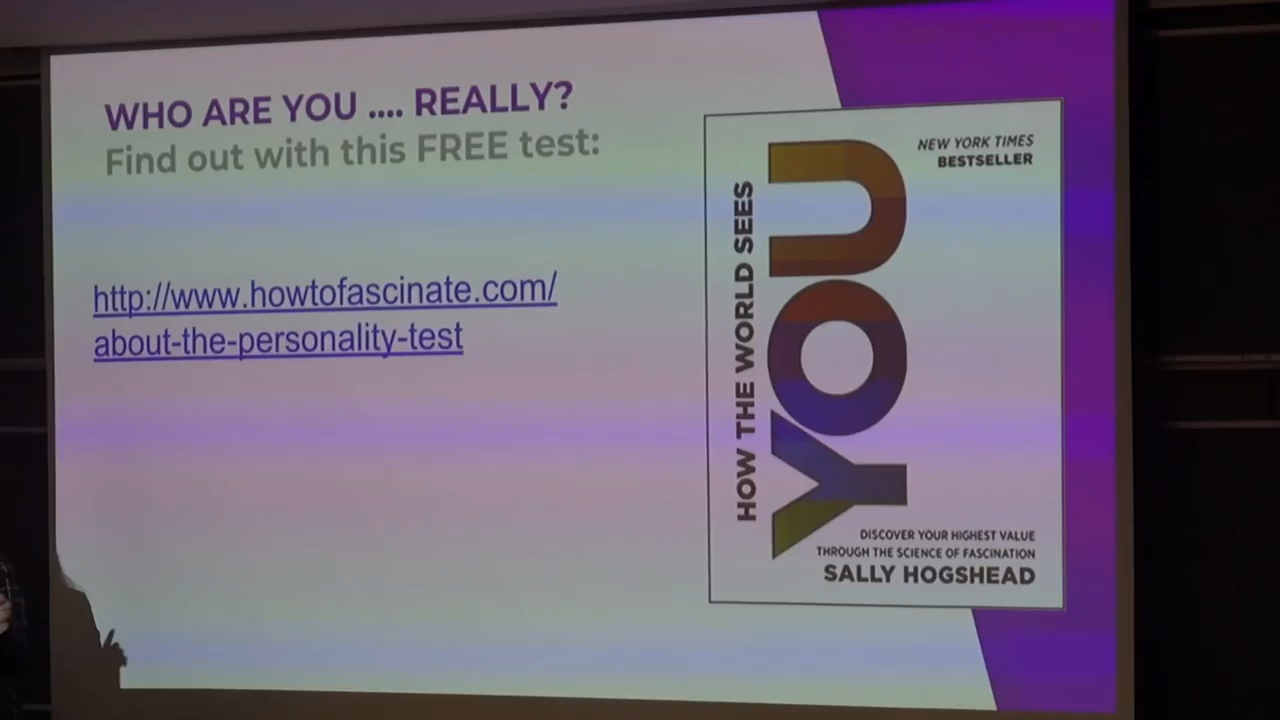 WHO ARE YOU .... REALLY?
Find out with this FREE test:
http://www.howtofascinate.com/
about-the-personality-test
HOW THE WORLD SEES
YOU
NEW YORK TIMES
BESTSELLER
DISCOVER YOUR HIGHEST VALUE
THROUGH THE SCIENCE OF FASCINATION
SALLY HOGSHEAD